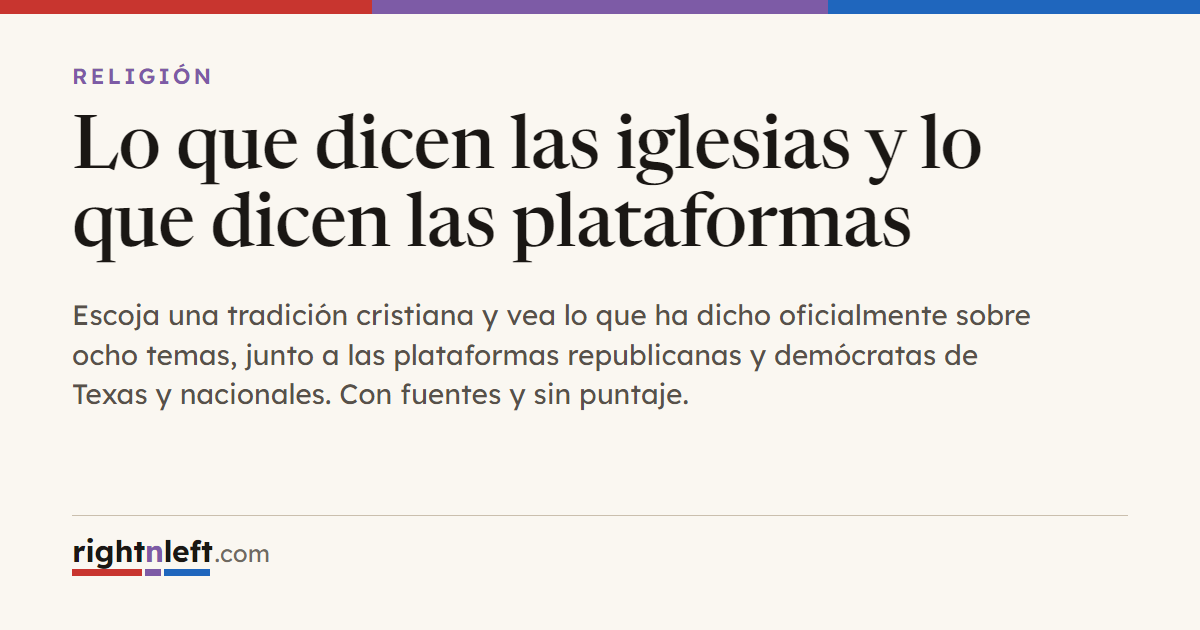 RELIGIÓN
Lo que dicen las iglesias y lo
que dicen las plataformas
Escoja una tradición cristiana y vea lo que ha dicho oficialmente sobre
ocho temas, junto a las plataformas republicanas y demócratas de
Texas y nacionales. Con fuentes y sin puntaje.
rightnleft.com